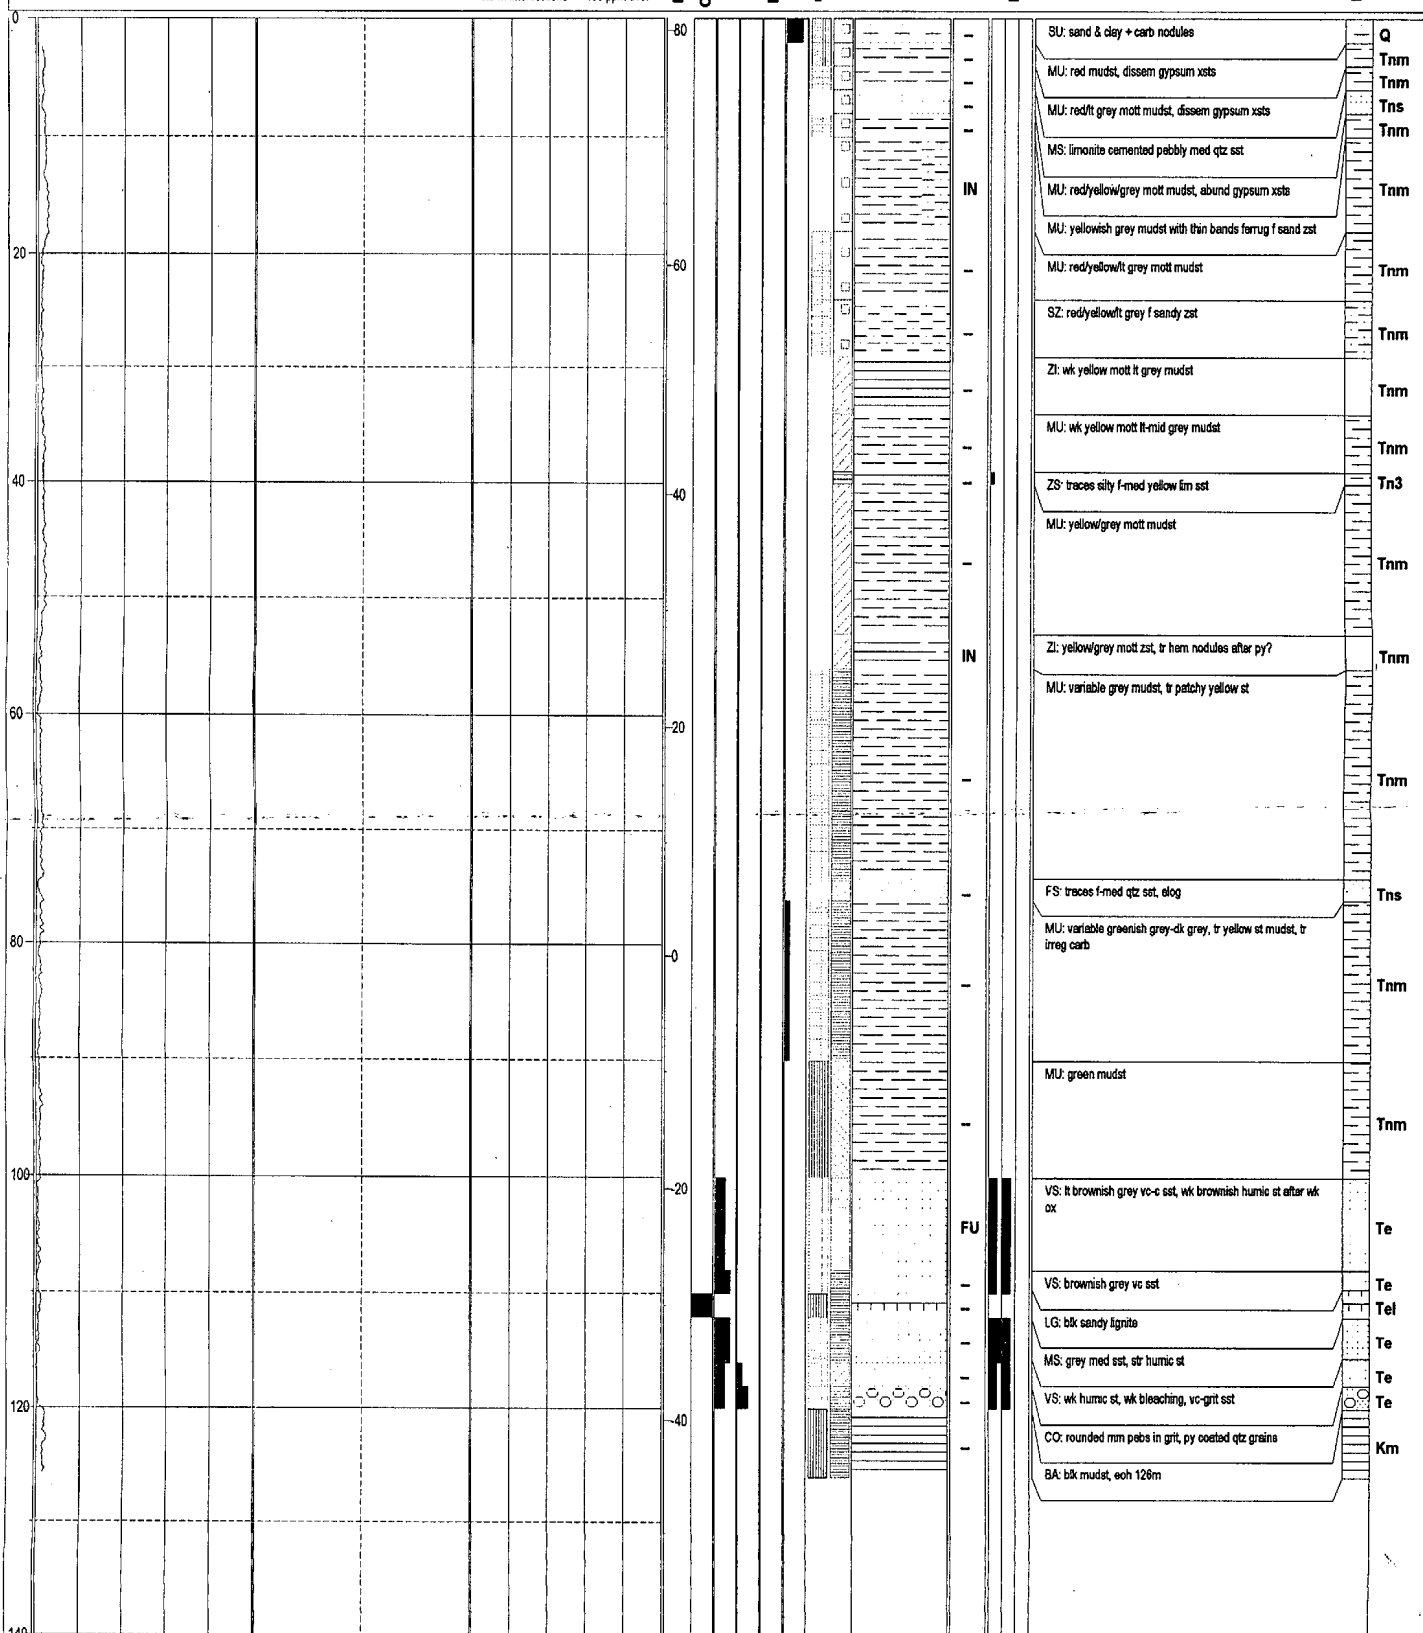 0
80
SU: sand & clay + carb nodules
Q
Tnm
MU: red mudst, dissem gypsum xsts
Tnm
MU: red/lt grey mott mudst, dissem gypsum xsts
Tns
Tnm
MS: limonite cemented pebbly med qtz sst
IN
MU: red/yellow/grey mott mudst, abund gypsum xsts
Tnm
MU: yellowish grey mudst with thin bands ferrug f sand zst
20
60
MU: red/yellow/lt grey mott mudst
Tnm
SZ: red/yellow/lt grey f sandy zst
Tnm
ZI: wk yellow mott lt grey mudst
Tnm
MU: wk yellow mott lt-mid grey mudst
Tnm
40
40
ZS: traces silty f-med yellow lim sst
Tn3
MU: yellow/grey mott mudst
Tnm
IN
ZI: yellow/grey mott zst, tr hem nodules after py?
Tnm
MU: variable grey mudst, tr patchy yellow st
60
20
Tnm
FS: traces f-med qtz sst, elog
Tns
80
0
MU: variable greenish grey-dk grey, tr yellow st mudst, tr
irreg carb
Tnm
MU: green mudst
Tnm
100
-20
VS: lt brownish grey vc-c sst, wk brownish humic st after wk
ox
FU
Te
VS: brownish grey vc sst
Te
Tel
LG: blk sandy lignite
Te
MS: grey med sst, str humic st
Te
VS: wk humic st, wk bleaching, vc-grit sst
Te
120
-40
CO: rounded mm pebs in grit, py coated qtz grains
Km
BA: blk mudst, eoh 126m
140